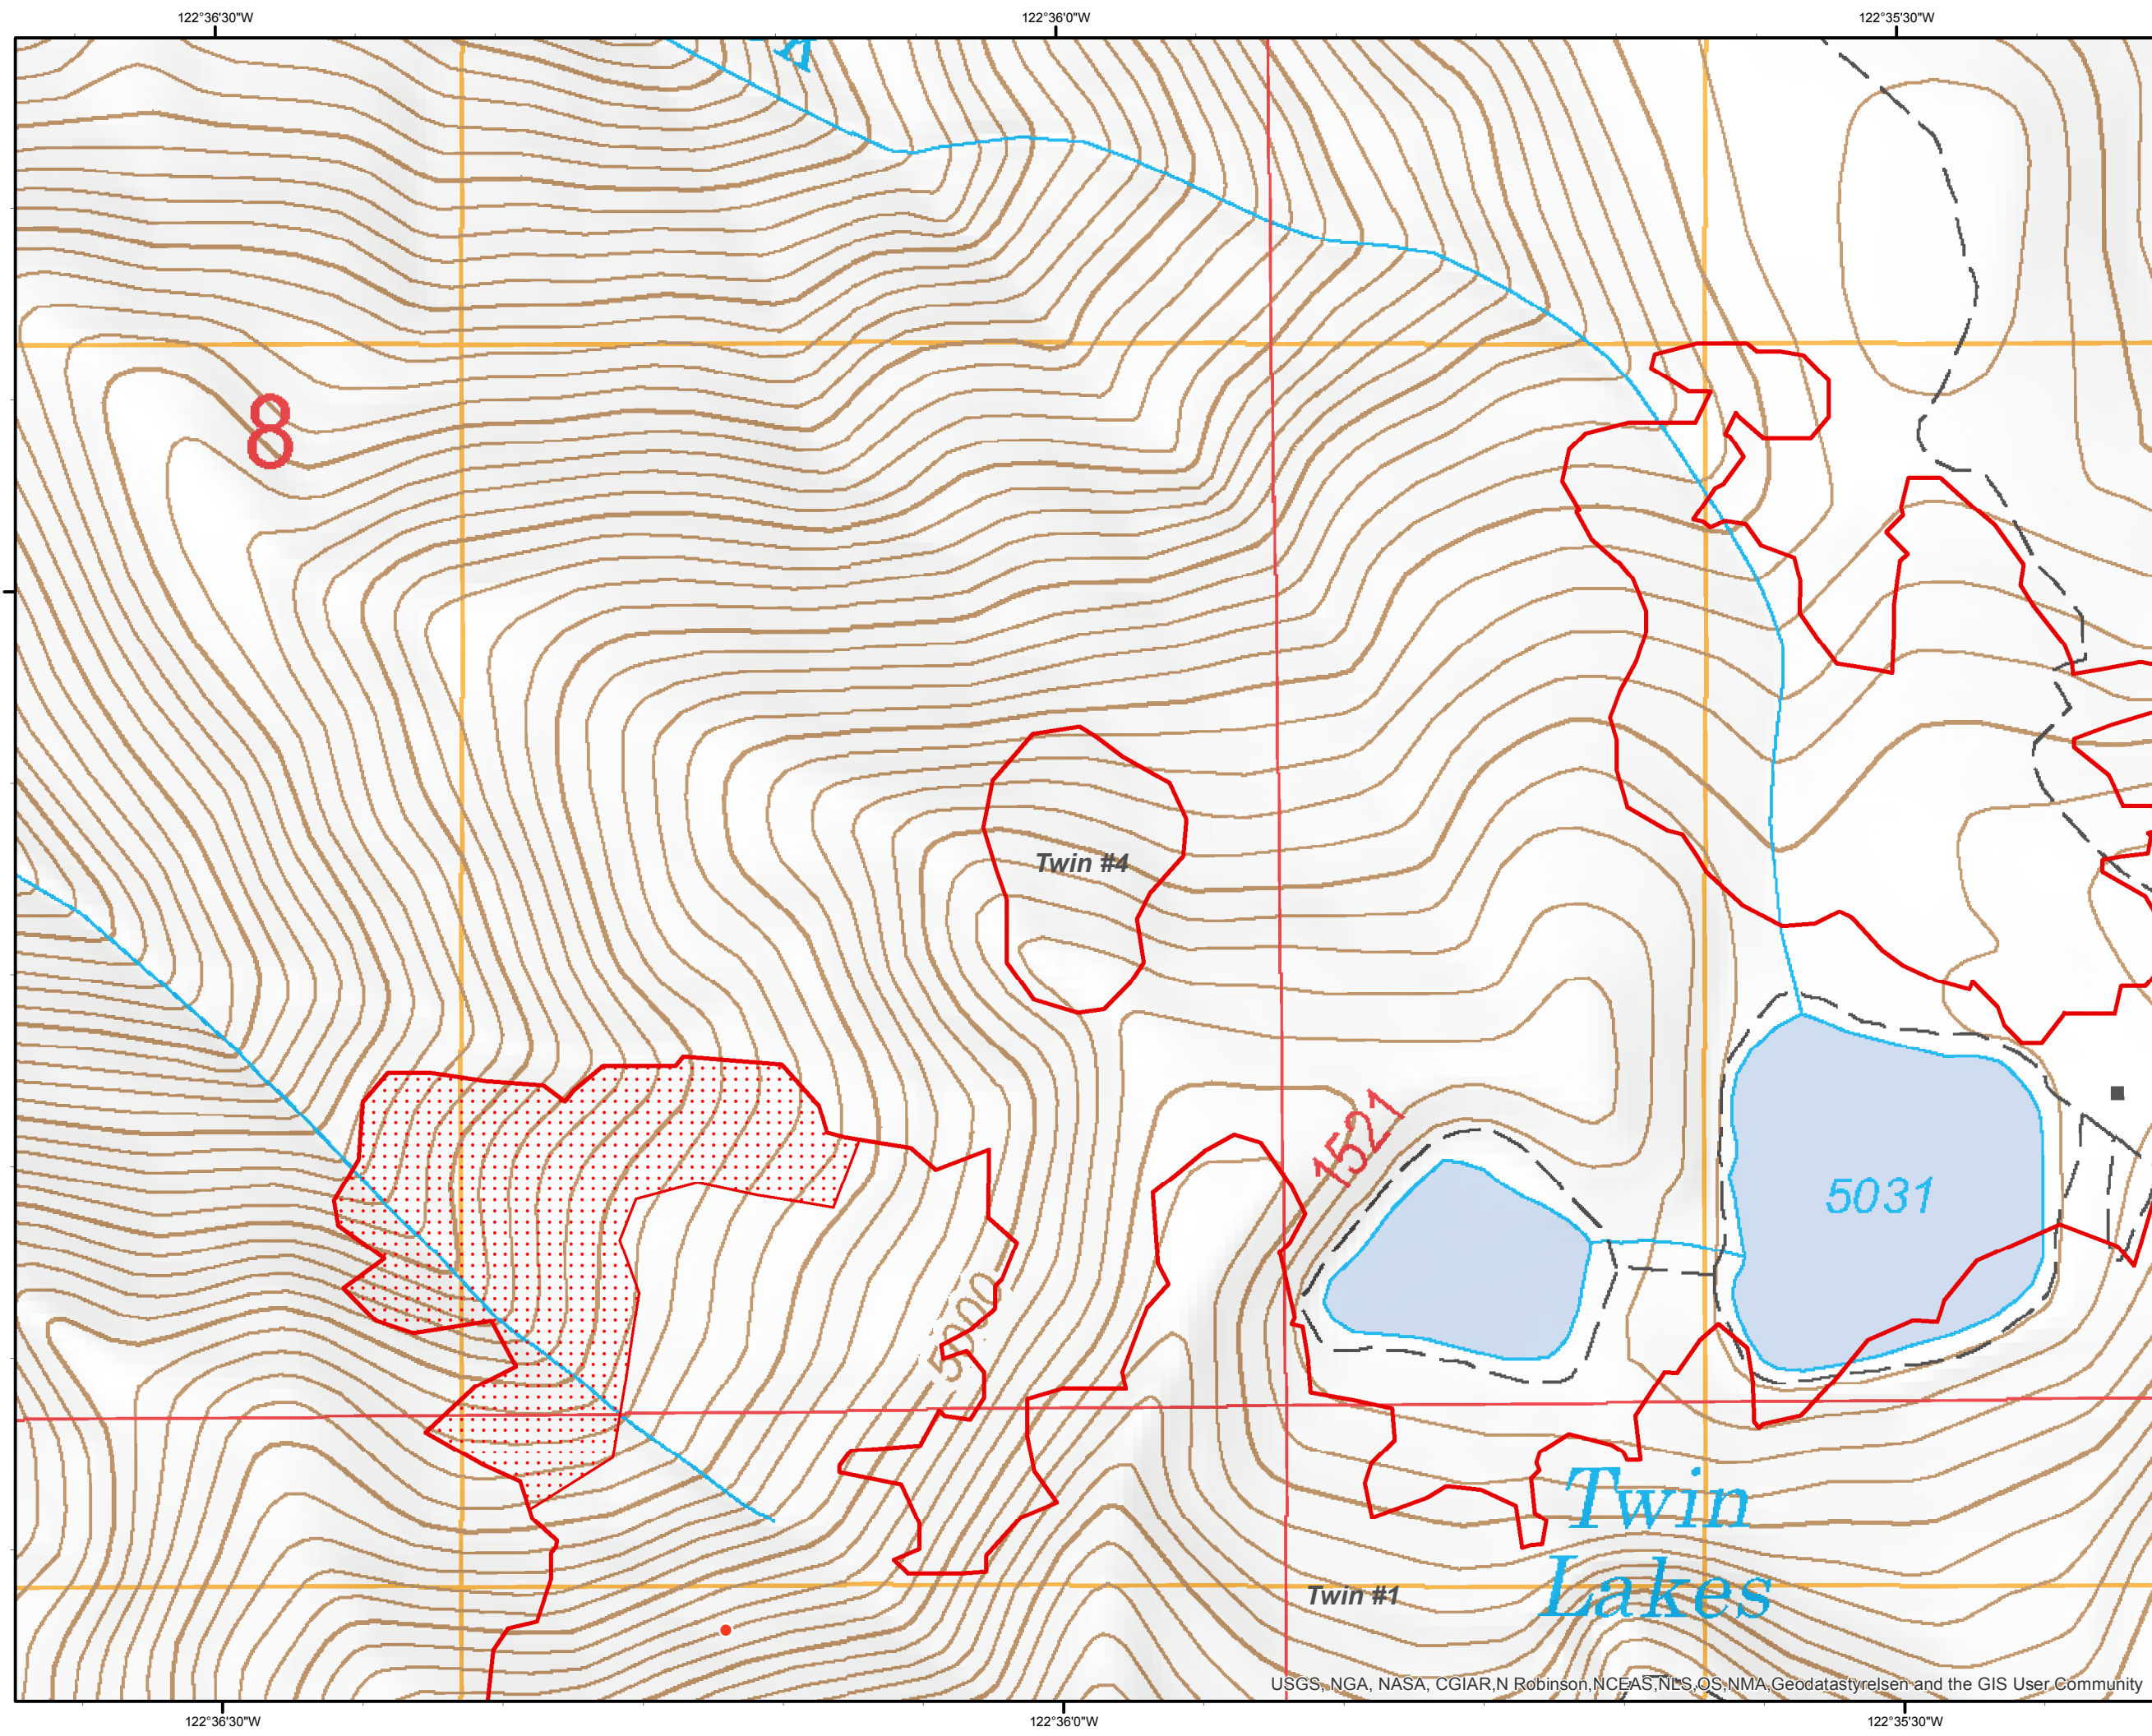 122°36'30"W
122°36'0"W
122°35'30"W
8
Twin #4
1521
5031
5000
Twin
Lakes
Twin #1
USGS, NGA, NASA, CGIAR,N Robinson,NCEAS,NLS,OS,NMA,Geodatastyrelsen and the GIS User Community
122°36'30"W
122°36'0"W
122°35'30"W